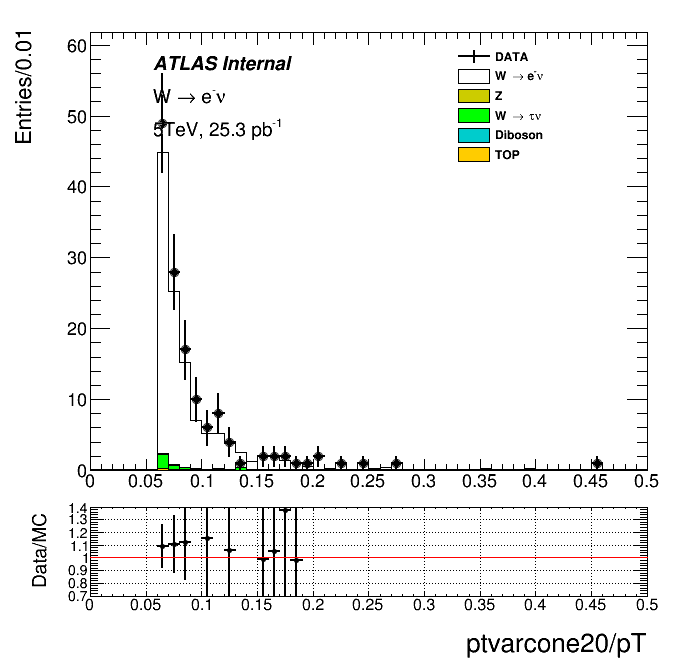 Entries/0.01
60
50
40
30
20
10
0
ATLAS Internal
W → e⁻ν
5TeV, 25.3 pb⁻¹
DATA
W → e⁻ν
Z
W → τν
Diboson
TOP
0 0.05 0.1 0.15 0.2 0.25 0.3 0.35 0.4 0.45 0.5
Data/MC
1.4
1.3
1.2
1.1
1
0.9
0.8
0.7
0 0.05 0.1 0.15 0.2 0.25 0.3 0.35 0.4 0.45 0.5
ptvarcone20/pT